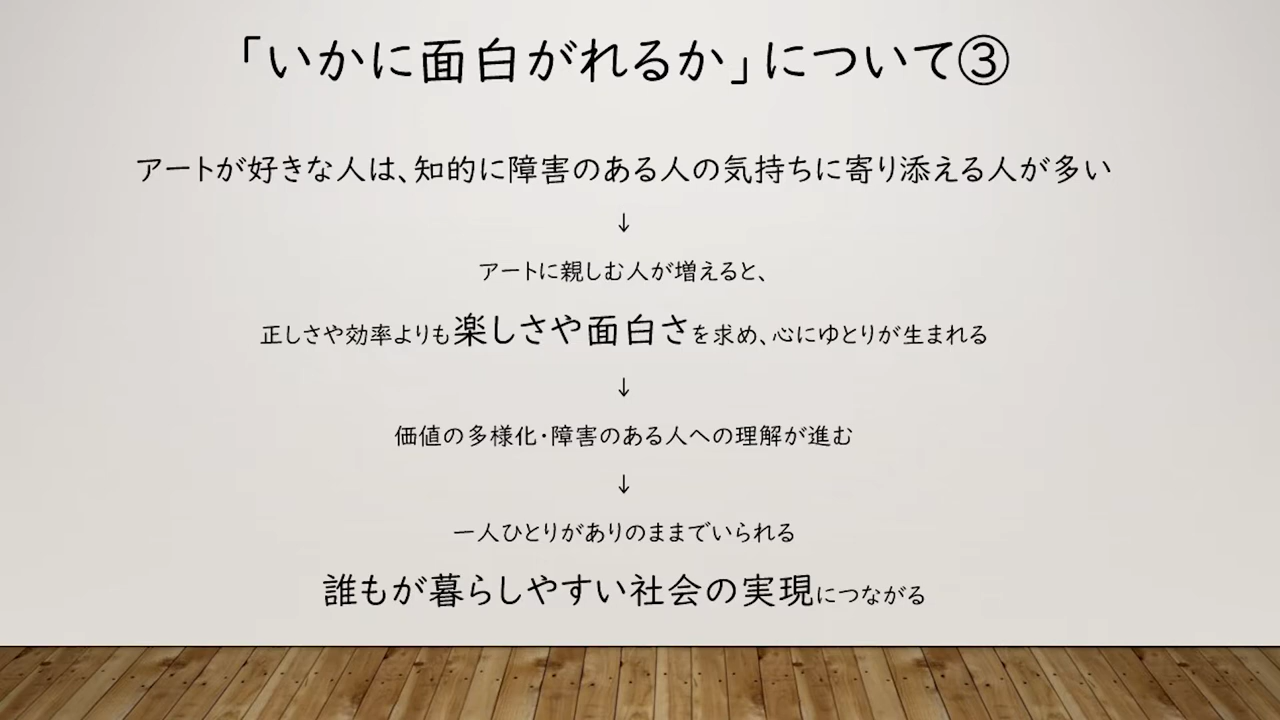 「いかに面白がれるか」について③
アートが好きな人は、知的に障害のある人の気持ちに寄り添える人が多い
↓
アートに親しむ人が増えると、
正しさや効率よりも楽しさや面白さを求め、心にゆとりが生まれる
↓
価値の多様化・障害のある人への理解が進む
↓
一人ひとりがありのままでいられる
誰もが暮らしやすい社会の実現につながる